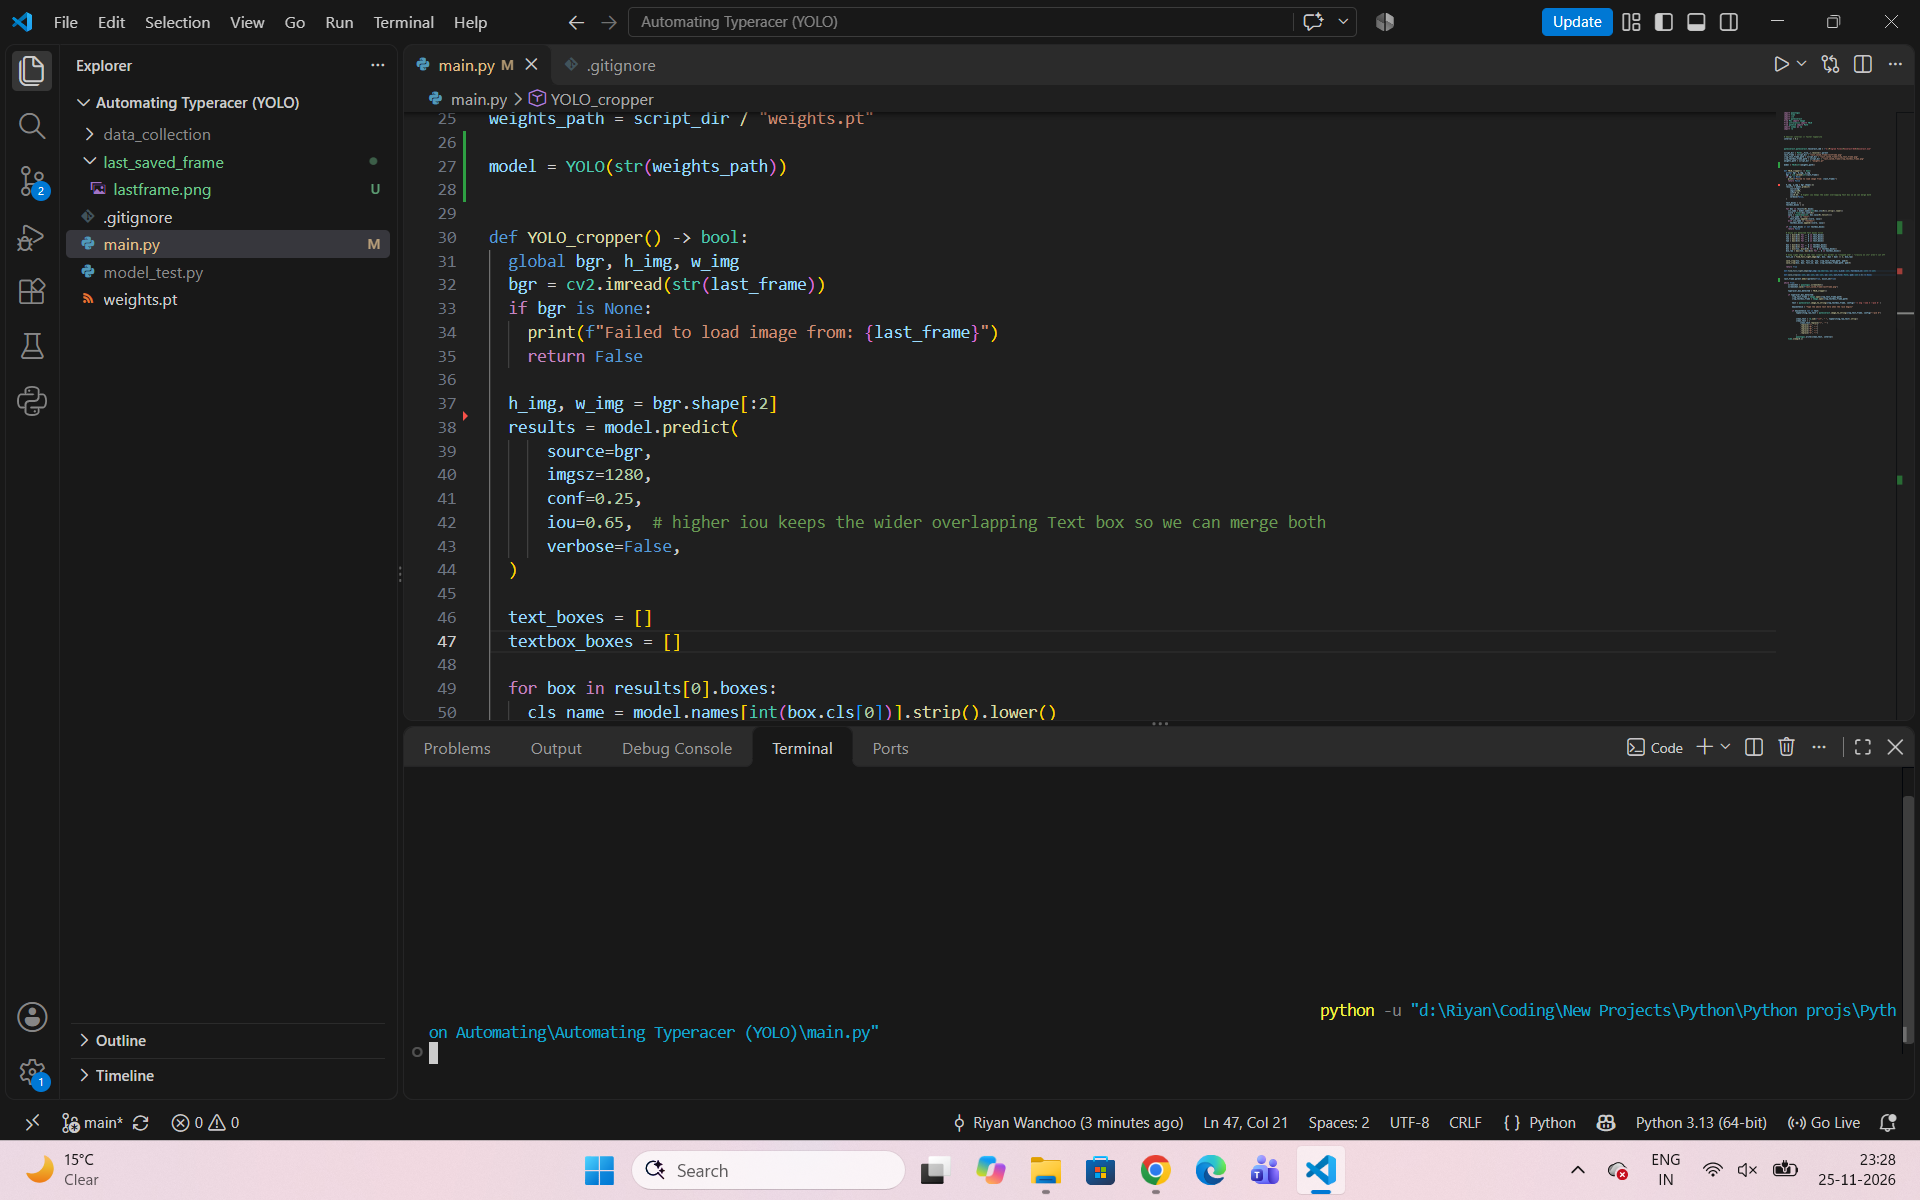 File Edit Selection View Go Run Terminal Help
Automating Typeracer (YOLO)
Update
Explorer
Automating Typeracer (YOLO)
data_collection
last_saved_frame
lastframe.png U
.gitignore
main.py M
model_test.py
weights.pt
Outline
Timeline
2
1
main.py M
.gitignore
main.py > YOLO_cropper
25 weights_path = script_dir / "weights.pt"
26
27 model = YOLO(str(weights_path))
28
29
30 def YOLO_cropper() -> bool:
31 global bgr, h_img, w_img
32 bgr = cv2.imread(str(last_frame))
33 if bgr is None:
34 print(f"Failed to load image from: {last_frame}")
35 return False
36
37 h_img, w_img = bgr.shape[:2]
38 results = model.predict(
39 source=bgr,
40 imgsz=1280,
41 conf=0.25,
42 iou=0.65, # higher iou keeps the wider overlapping Text box so we can merge both
43 verbose=False,
44 )
45
46 text_boxes = []
47 textbox_boxes = []
48
49 for box in results[0].boxes:
50 cls_name = model.names[int(box.cls[0])].strip().lower()
Problems Output Debug Console Terminal Ports
Code
python -u "d:\Riyan\Coding\New Projects\Python\Python projs\Pyth
on Automating\Automating Typeracer (YOLO)\main.py"
main* 0 0
Riyan Wanchoo (3 minutes ago) Ln 47, Col 21 Spaces: 2 UTF-8 CRLF { } Python Python 3.13 (64-bit) Go Live
15°C
Clear
Search
ENG
IN
23:28
25-11-2026